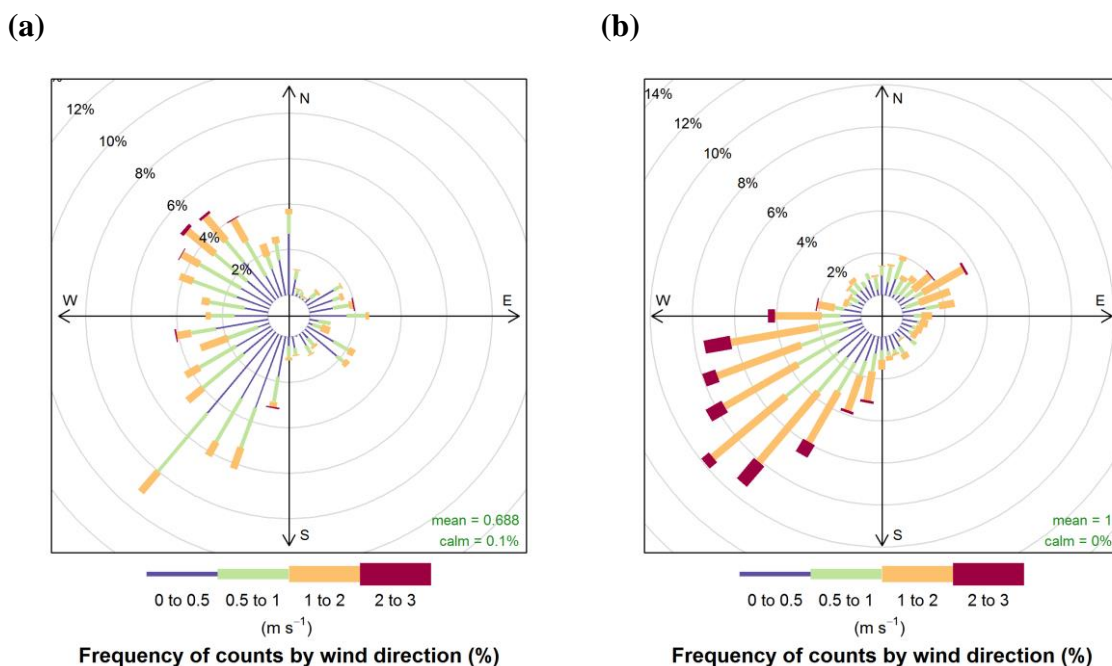 (a)
(b)
N
12%
10%
8%
6%
4%
2%
W
E
S
mean = 0.688
calm = 0.1%
0 to 0.5
0.5 to 1
1 to 2
2 to 3
(m s⁻¹)
Frequency of counts by wind direction (%)
N
14%
12%
10%
8%
6%
4%
2%
W
E
S
mean = 1
calm = 0%
0 to 0.5
0.5 to 1
1 to 2
2 to 3
(m s⁻¹)
Frequency of counts by wind direction (%)